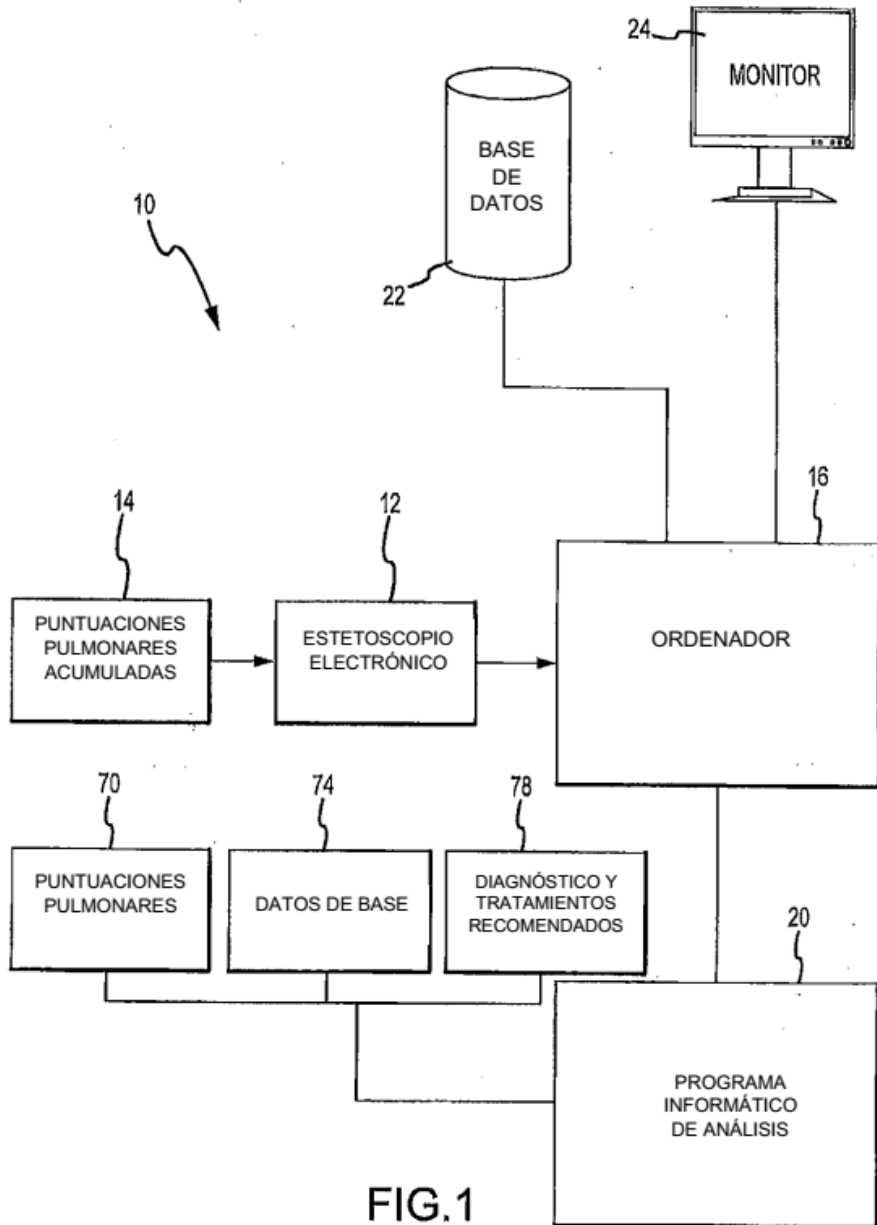 24
MONITOR
BASE
DE
DATOS
10
22
14
12
16
PUNTUACIONES
PULMONARES
ACUMULADAS
ESTETOSCOPIO
ELECTRÓNICO
ORDENADOR
70
74
78
PUNTUACIONES
PULMONARES
DATOS DE BASE
DIAGNÓSTICO Y
TRATAMIENTOS
RECOMENDADOS
20
PROGRAMA
INFORMÁTICO
DE ANÁLISIS
FIG.1